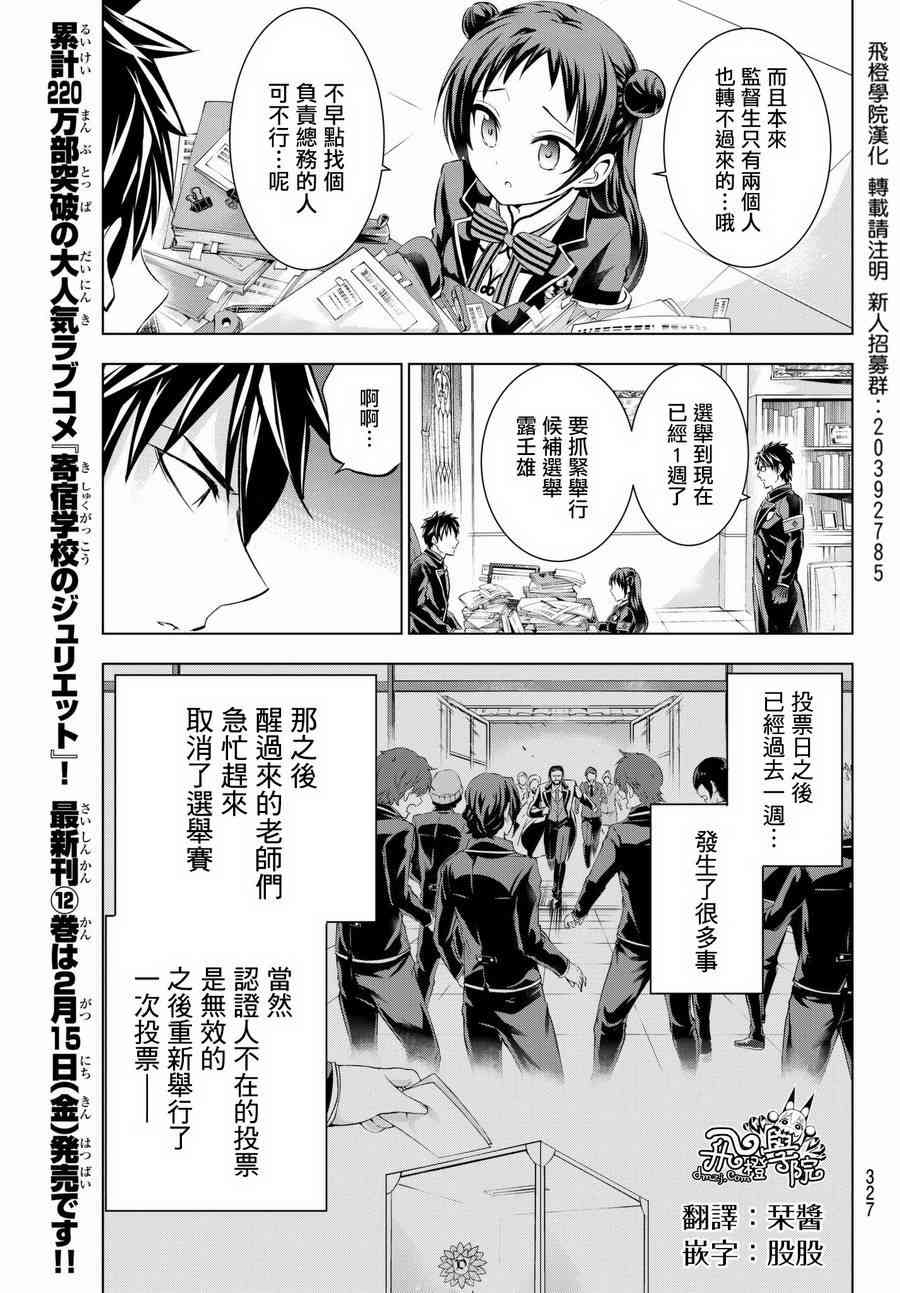 飛橙學院漢化 轉載請注明 新人招募群：203927785
而且本來
監督生只有兩個人
也轉不過來的…哦
不早點找個
負責總務的人
可不行…呢
選舉到現在
已經1週了
要抓緊舉行
候補選舉
露壬雄
啊啊…
投票日之後
已經過去一週…
發生了很多事
那之後
醒過來的老師們
急忙趕來
取消了選舉賽
當然
認證人不在的投票
是無效的
之後重新舉行了
一次投票——
飛橙學院
dmzj.Com
翻譯：栞醬
嵌字：股股
327
累計220万部突破の大人気ラブコメ『寄宿学校のジュリエット』！ 最新刊⑫巻は2月15日(金)発売です!!
るいけい まんぶとっぱ だいにんき きしゅくがっこう さいしんかん かん がつ にち きん はつばい